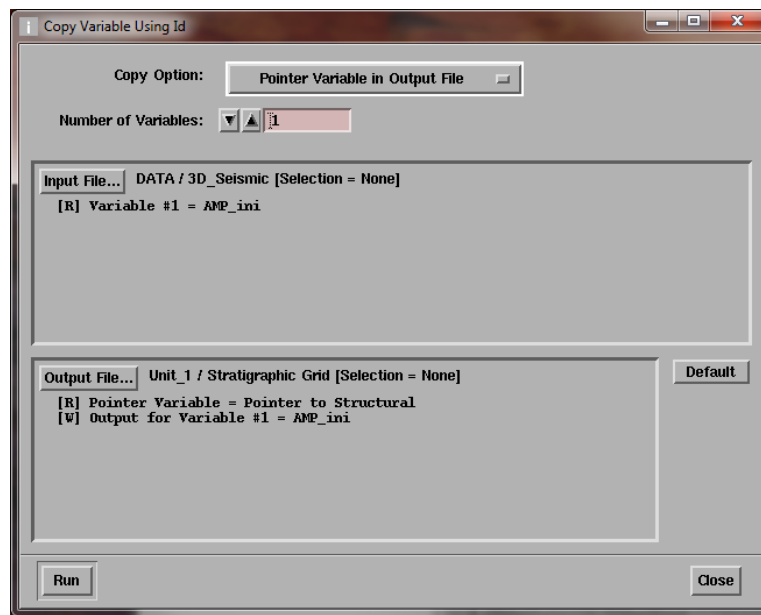 Copy Variable Using Id
Copy Option: Pointer Variable in Output File
Number of Variables: 1
Input File... DATA / 3D_Seismic [Selection = None]
[R] Variable #1 = AMP_ini
Output File... Unit_1 / Stratigraphic Grid [Selection = None]
Default
[R] Pointer Variable = Pointer to Structural
[W] Output for Variable #1 = AMP_ini
Run
Close